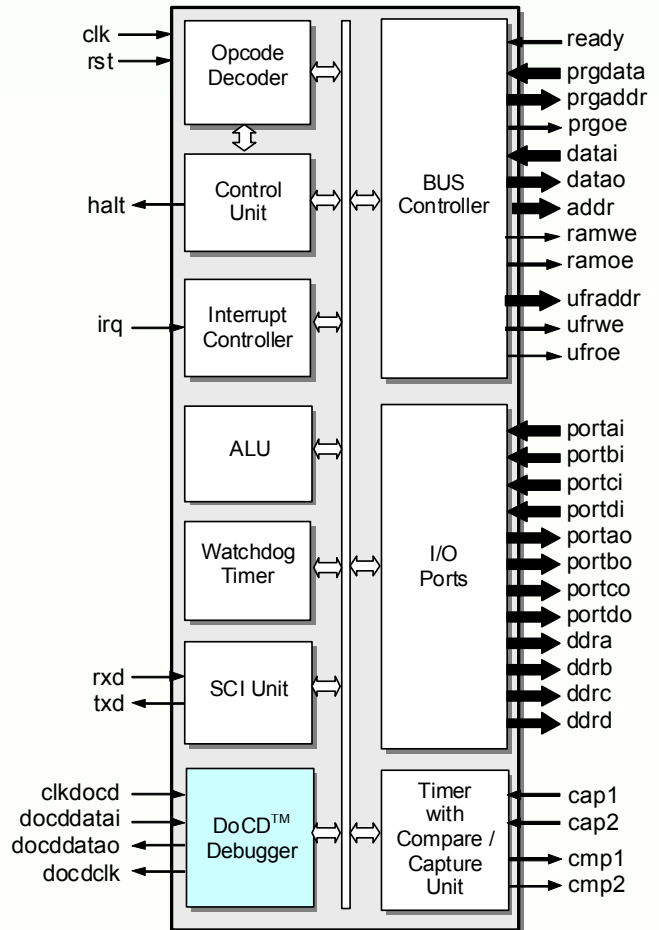 clk
rst
halt
irq
rxd
txd
clkdocd
docddatai
docddatao
docdclk
Opcode
Decoder
Control
Unit
Interrupt
Controller
ALU
Watchdog
Timer
SCI Unit
DoCD™
Debugger
BUS
Controller
I/O
Ports
Timer
with
Compare /
Capture
Unit
ready
prgdata
prgaddr
prgoe
datai
datao
addr
ramwe
ramoe
ufraddr
ufrwe
ufroe
portai
portbi
portci
portdi
portao
portbo
portco
portdo
ddra
ddrb
ddrc
ddrd
cap1
cap2
cmp1
cmp2